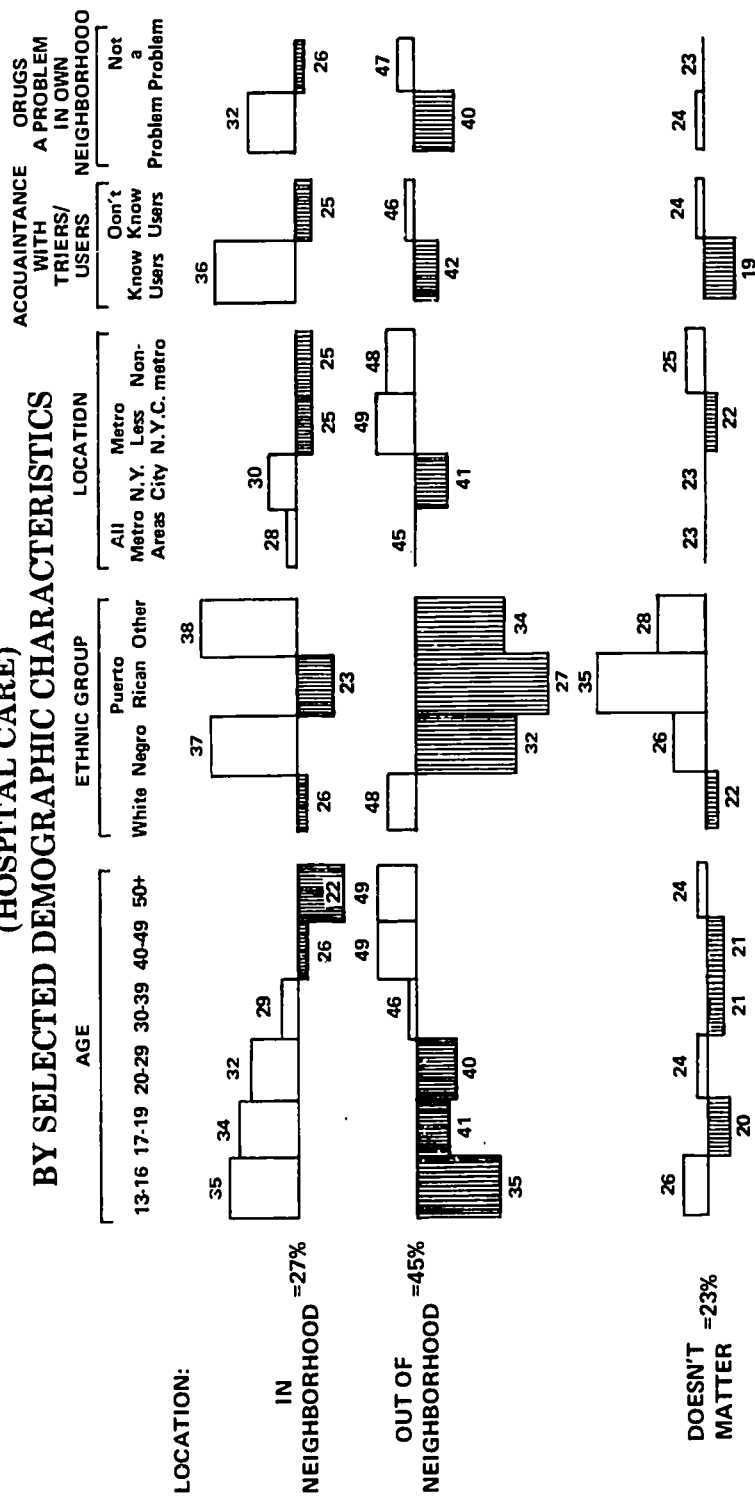 (HOSPITAL CARE)
BY SELECTED DEMOGRAPHIC CHARACTERISTICS
AGE
13-16 17-19 20-29 30-39 40-49 50+
ETHNIC GROUP
Puerto
White Negro Rican Other
LOCATION
All Metro
Metro N.Y. Less Non-
Areas City N.Y.C. metro
ACQUAINTANCE
WITH
TRIERS/
USERS
Oon't
Know Know
Users Users
ORUGS
A PROBLEM
IN OWN
NEIGHBORHOOO
Not
a
Problem Problem
LOCATION:
IN
NEIGHBORHOOD =27%
35 34 32 29 26 22
26 37 23 38
28 30 25 25
36 25
32 26
OUT OF
NEIGHBORHOOD =45%
35 41 40 46 49 49
48 32 27 34
45 41 49 48
42 46
40 47
DOESN'T
MATTER =23%
26 20 24 21 21 24
22 26 35 28
23 23 22 25
19 24
24 23